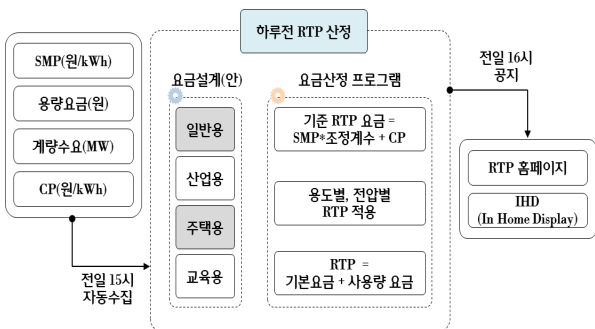 하루전 RTP 산정
SMP(원/kWh)
용량요금(원)
계량수요(MW)
CP(원/kWh)
전일 15시
자동수집
요금설계(안)
일반용
산업용
주택용
교육용
요금산정 프로그램
기준 RTP 요금 =
SMP*조정계수 + CP
용도별, 전압별
RTP 적용
RTP =
기본요금 + 사용량 요금
전일 16시
공지
RTP 홈페이지
IHD
(In Home Display)